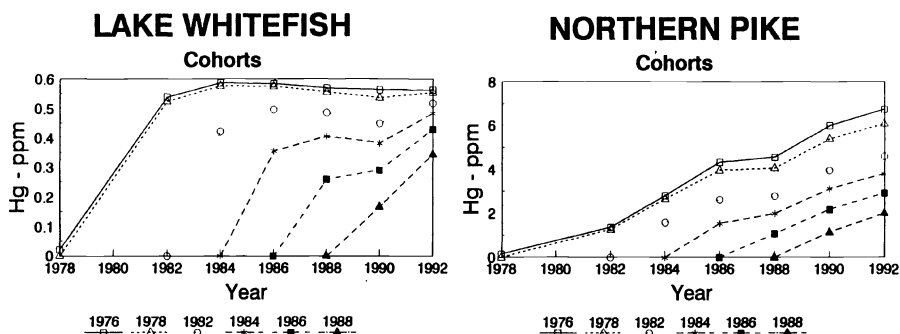 LAKE WHITEFISH
Cohorts
Hg - ppm
0.6
0.5
0.4
0.3
0.2
0.1
0
1978 1980 1982 1984 1986 1988 1990 1992
Year
1976 1978 1982 1984 1986 1988
NORTHERN PIKE
Cohorts
Hg - ppm
8
6
4
2
0
1978 1980 1982 1984 1986 1988 1990 1992
Year
1976 1978 1982 1984 1986 1988